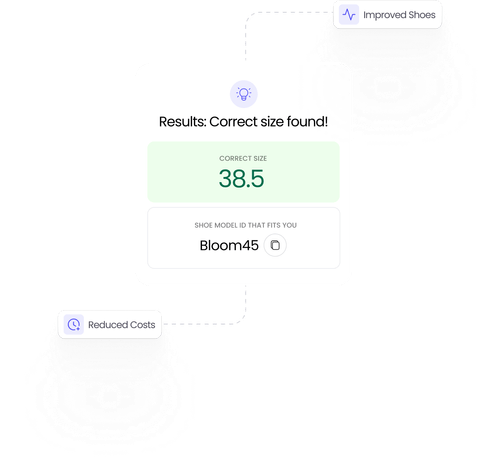 Improved Shoes
Results: Correct size found!
CORRECT SIZE
38.5
SHOE MODEL ID THAT FITS YOU
Bloom45
Reduced Costs